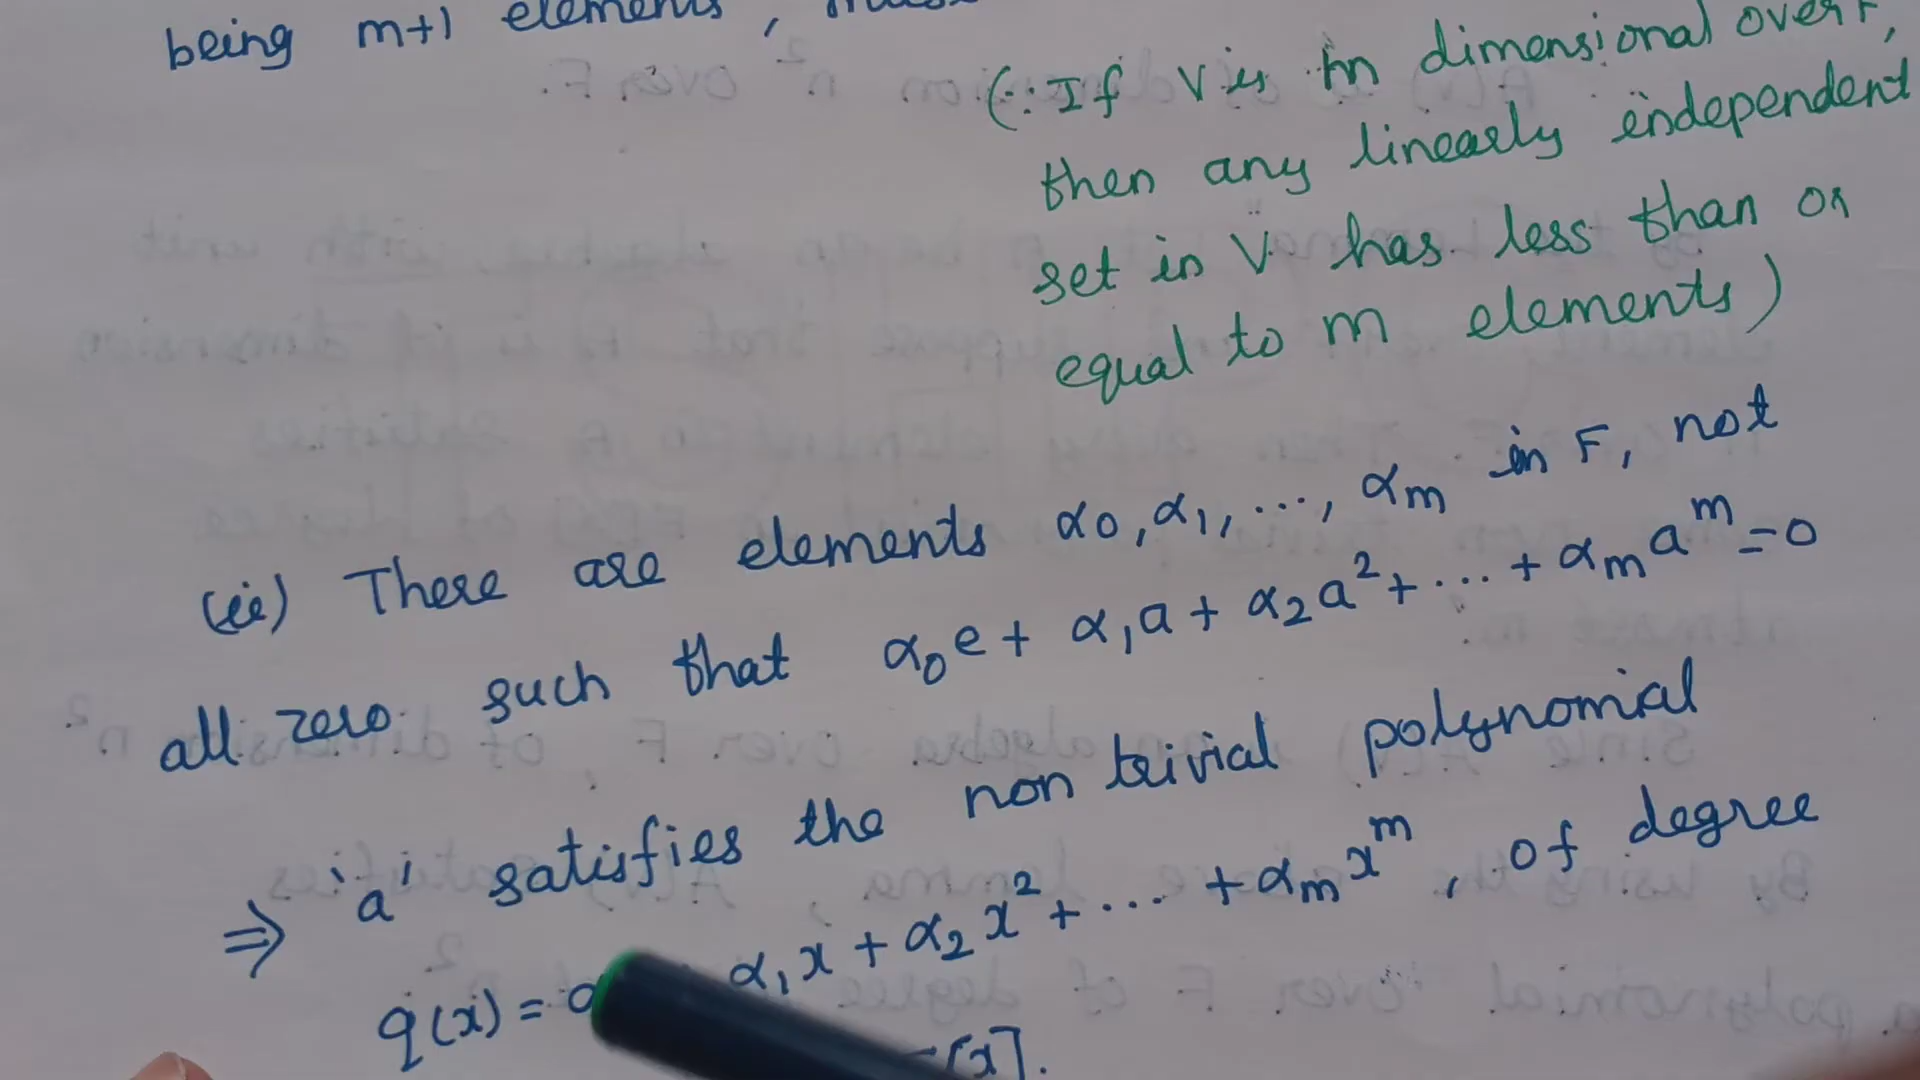 being m+1 elements,
(∵ If V is m dimensional over F,
then any linearly independent
set in V has less than or
equal to m elements)
(ii) There are elements α0, α1, ..., αm in F, not
all zero such that α0e + α1a + α2a² + ... + αma^m = 0
⇒ 'a' satisfies the non trivial polynomial
q(x) = α1x + α2x² + ... + αmx^m, of degree
[x].